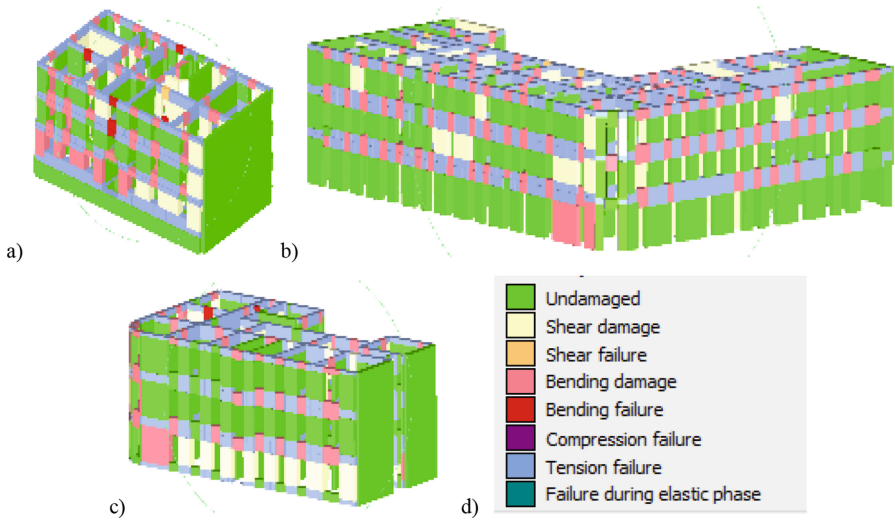 a)
b)
c)
d)
Undamaged
Shear damage
Shear failure
Bending damage
Bending failure
Compression failure
Tension failure
Failure during elastic phase